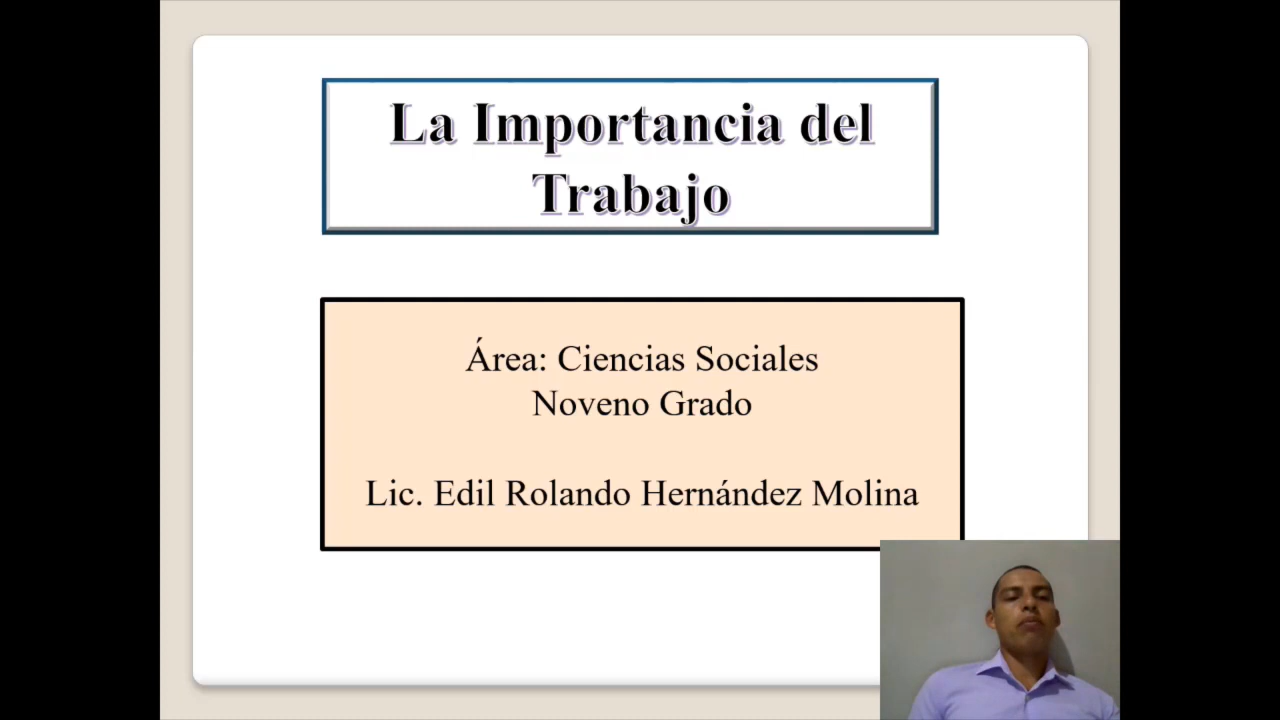 La Importancia del
Trabajo
Área: Ciencias Sociales
Noveno Grado
Lic. Edil Rolando Hernández Molina